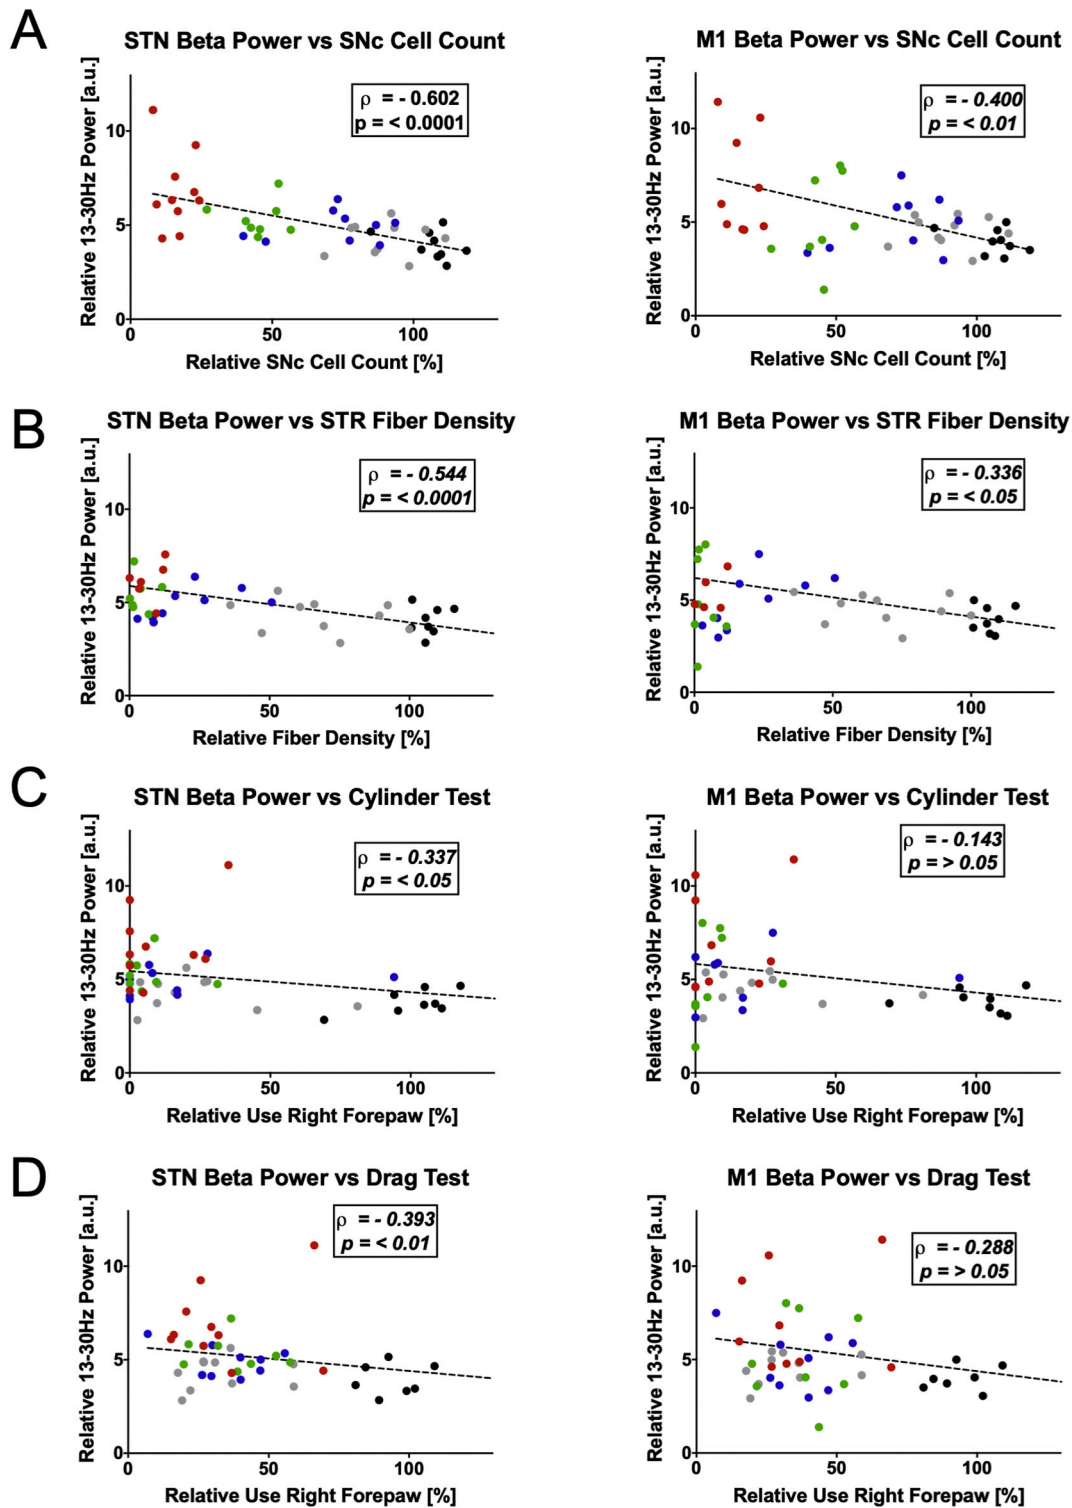 A
STN Beta Power vs SNc Cell Count
Relative 13-30Hz Power [a.u.]
ρ = - 0.602
p = < 0.0001
10
5
0
0 50 100
Relative SNc Cell Count [%]
M1 Beta Power vs SNc Cell Count
Relative 13-30Hz Power [a.u.]
ρ = - 0.400
p = < 0.01
10
5
0
0 50 100
Relative SNc Cell Count [%]
B
STN Beta Power vs STR Fiber Density
Relative 13-30Hz Power [a.u.]
ρ = - 0.544
p = < 0.0001
10
5
0
0 50 100
Relative Fiber Density [%]
M1 Beta Power vs STR Fiber Density
Relative 13-30Hz Power [a.u.]
ρ = - 0.336
p = < 0.05
10
5
0
0 50 100
Relative Fiber Density [%]
C
STN Beta Power vs Cylinder Test
Relative 13-30Hz Power [a.u.]
ρ = - 0.337
p = < 0.05
10
5
0
0 50 100
Relative Use Right Forepaw [%]
M1 Beta Power vs Cylinder Test
Relative 13-30Hz Power [a.u.]
ρ = - 0.143
p = > 0.05
10
5
0
0 50 100
Relative Use Right Forepaw [%]
D
STN Beta Power vs Drag Test
Relative 13-30Hz Power [a.u.]
ρ = - 0.393
p = < 0.01
10
5
0
0 50 100
Relative Use Right Forepaw [%]
M1 Beta Power vs Drag Test
Relative 13-30Hz Power [a.u.]
ρ = - 0.288
p = > 0.05
10
5
0
0 50 100
Relative Use Right Forepaw [%]